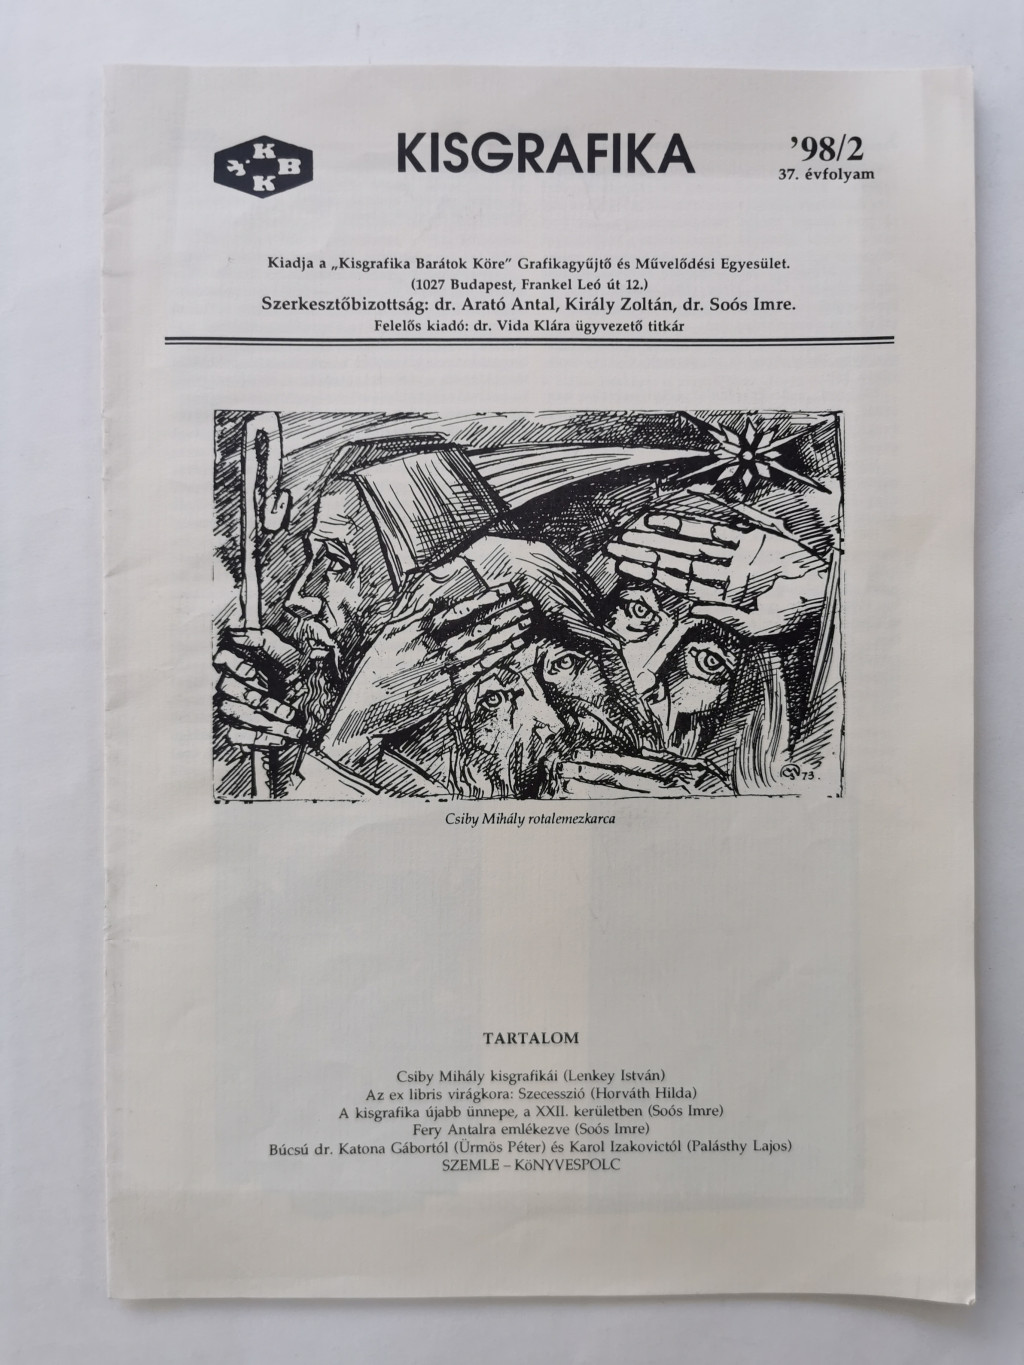 K
B
K
KISGRAFIKA
’98/2
37. évfolyam
Kiadja a „Kisgrafika Barátok Köre” Grafikagyűjtő és Művelődési Egyesület.
(1027 Budapest, Frankel Leó út 12.)
Szerkesztőbizottság: dr. Arató Antal, Király Zoltán, dr. Soós Imre.
Felelős kiadó: dr. Vida Klára ügyvezető titkár
73.
Csiby Mihály rotalemezkarca
TARTALOM
Csiby Mihály kisgrafikái (Lenkey István)
Az ex libris virágkora: Szecesszió (Horváth Hilda)
A kisgrafika újabb ünnepe, a XXII. kerületben (Soós Imre)
Fery Antalra emlékezve (Soós Imre)
Búcsú dr. Katona Gábortól (Ürmös Péter) és Karol Izakovictól (Palásthy Lajos)
SZEMLE – KöNYVESPOLC